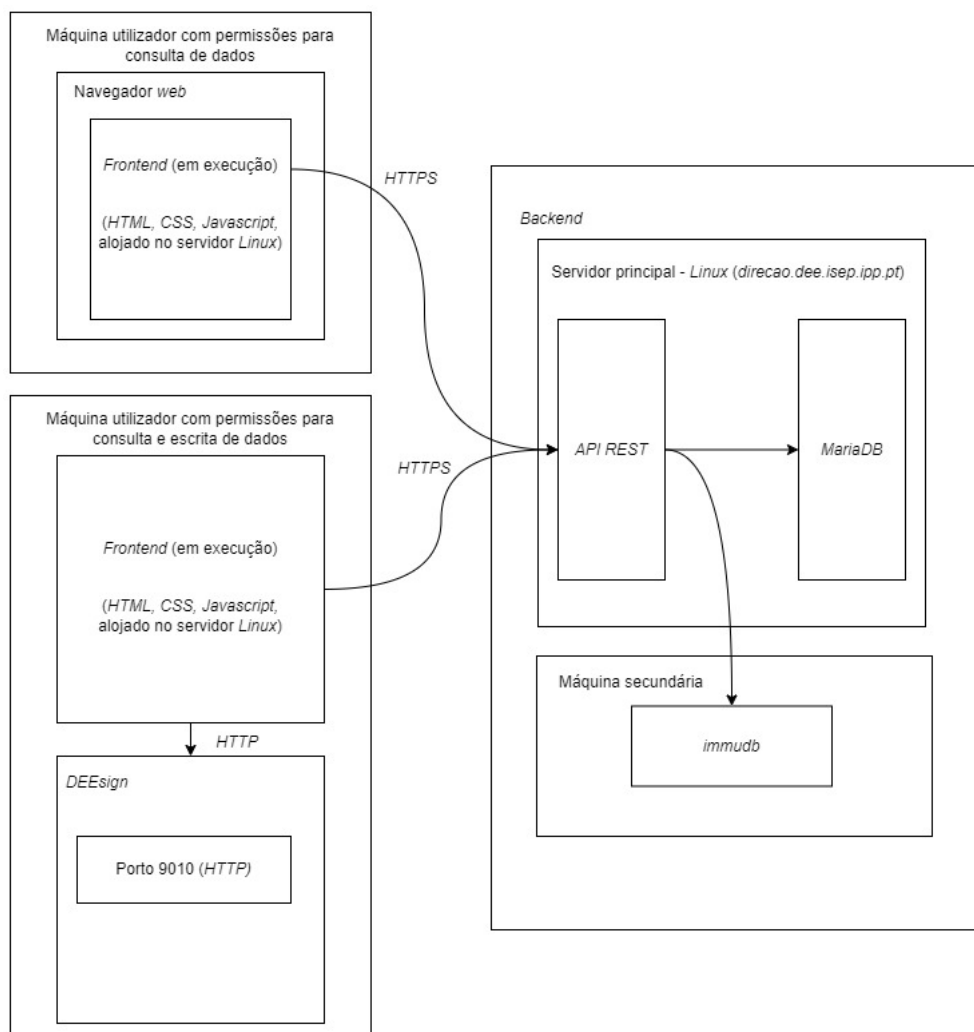 Máquina utilizador com permissões para
consulta de dados
Navegador web
Frontend (em execução)
(HTML, CSS, Javascript,
alojado no servidor Linux)
HTTPS
Máquina utilizador com permissões para
consulta e escrita de dados
Frontend (em execução)
(HTML, CSS, Javascript,
alojado no servidor Linux)
HTTPS
HTTP
DEEsign
Porto 9010 (HTTP)
Backend
Servidor principal - Linux (direcao.dee.isep.ipp.pt)
API REST
MariaDB
Máquina secundária
immudb